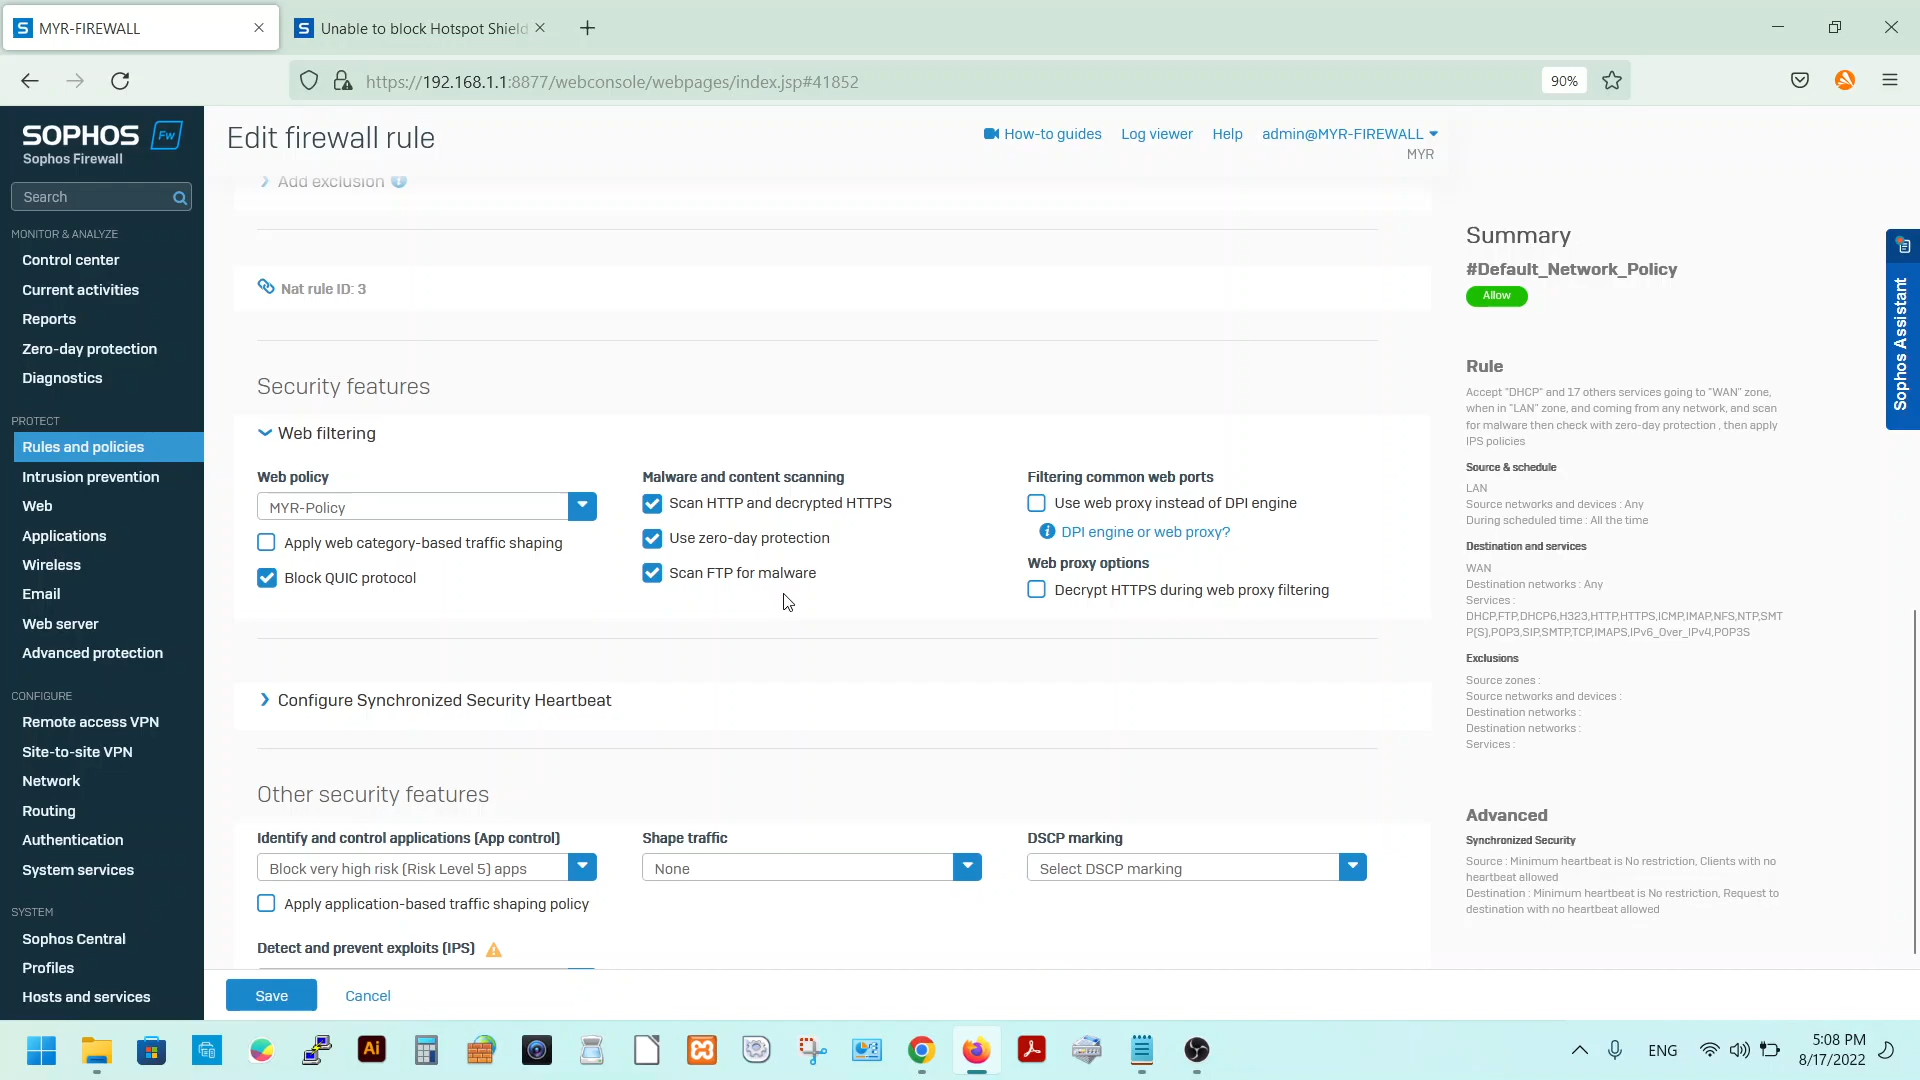 MYR-FIREWALL
Unable to block Hotspot Shield
https://192.168.1.1:8877/webconsole/webpages/index.jsp#41852
90%
SOPHOS Fw
Sophos Firewall
Search
MONITOR & ANALYZE
Control center
Current activities
Reports
Zero-day protection
Diagnostics
PROTECT
Rules and policies
Intrusion prevention
Web
Applications
Wireless
Email
Web server
Advanced protection
CONFIGURE
Remote access VPN
Site-to-site VPN
Network
Routing
Authentication
System services
SYSTEM
Sophos Central
Profiles
Hosts and services
Edit firewall rule
How-to guides Log viewer Help admin@MYR-FIREWALL
MYR
Add exclusion
Nat rule ID: 3
Security features
Web filtering
Web policy
MYR-Policy
Apply web category-based traffic shaping
Block QUIC protocol
Malware and content scanning
Scan HTTP and decrypted HTTPS
Use zero-day protection
Scan FTP for malware
Filtering common web ports
Use web proxy instead of DPI engine
DPI engine or web proxy?
Web proxy options
Decrypt HTTPS during web proxy filtering
Configure Synchronized Security Heartbeat
Other security features
Identify and control applications (App control)
Block very high risk (Risk Level 5) apps
Apply application-based traffic shaping policy
Shape traffic
None
DSCP marking
Select DSCP marking
Detect and prevent exploits (IPS)
Save Cancel
Summary
#Default_Network_Policy
Allow
Rule
Accept "DHCP" and 17 others services going to "WAN" zone,
when in "LAN" zone, and coming from any network, and scan
for malware then check with zero-day protection , then apply
IPS policies
Source & schedule
LAN
Source networks and devices : Any
During scheduled time : All the time
Destination and services
WAN
Destination networks : Any
Services :
DHCP,FTP,DHCP6,H323,HTTP,HTTPS,ICMP,IMAP,NFS,NTP,SMT
P(S),POP3,SIP,SMTP,TCP,IMAPS,IPv6_Over_IPv4,POP3S
Exclusions
Source zones :
Source networks and devices :
Destination networks :
Destination networks :
Services :
Advanced
Synchronized Security
Source : Minimum heartbeat is No restriction, Clients with no
heartbeat allowed
Destination : Minimum heartbeat is No restriction, Request to
destination with no heartbeat allowed
Sophos Assistant
Ai
ENG
5:08 PM
8/17/2022